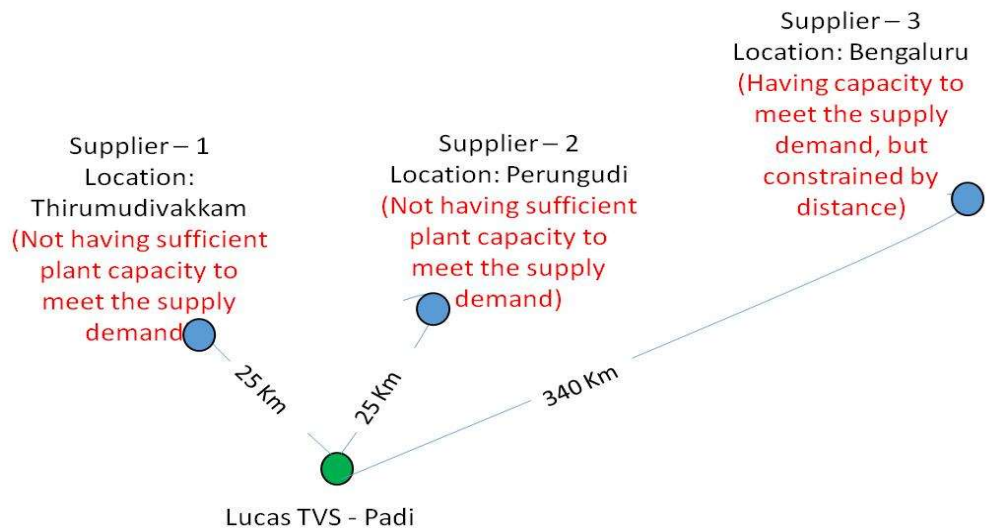 Supplier – 1
Location:
Thirumudivakkam
(Not having sufficient
plant capacity to
meet the supply
demand
Supplier – 2
Location: Perungudi
(Not having sufficient
plant capacity to
meet the supply
demand)
Supplier – 3
Location: Bengaluru
(Having capacity to
meet the supply
demand, but
constrained by
distance)
25 Km
25 Km
340 Km
Lucas TVS - Padi